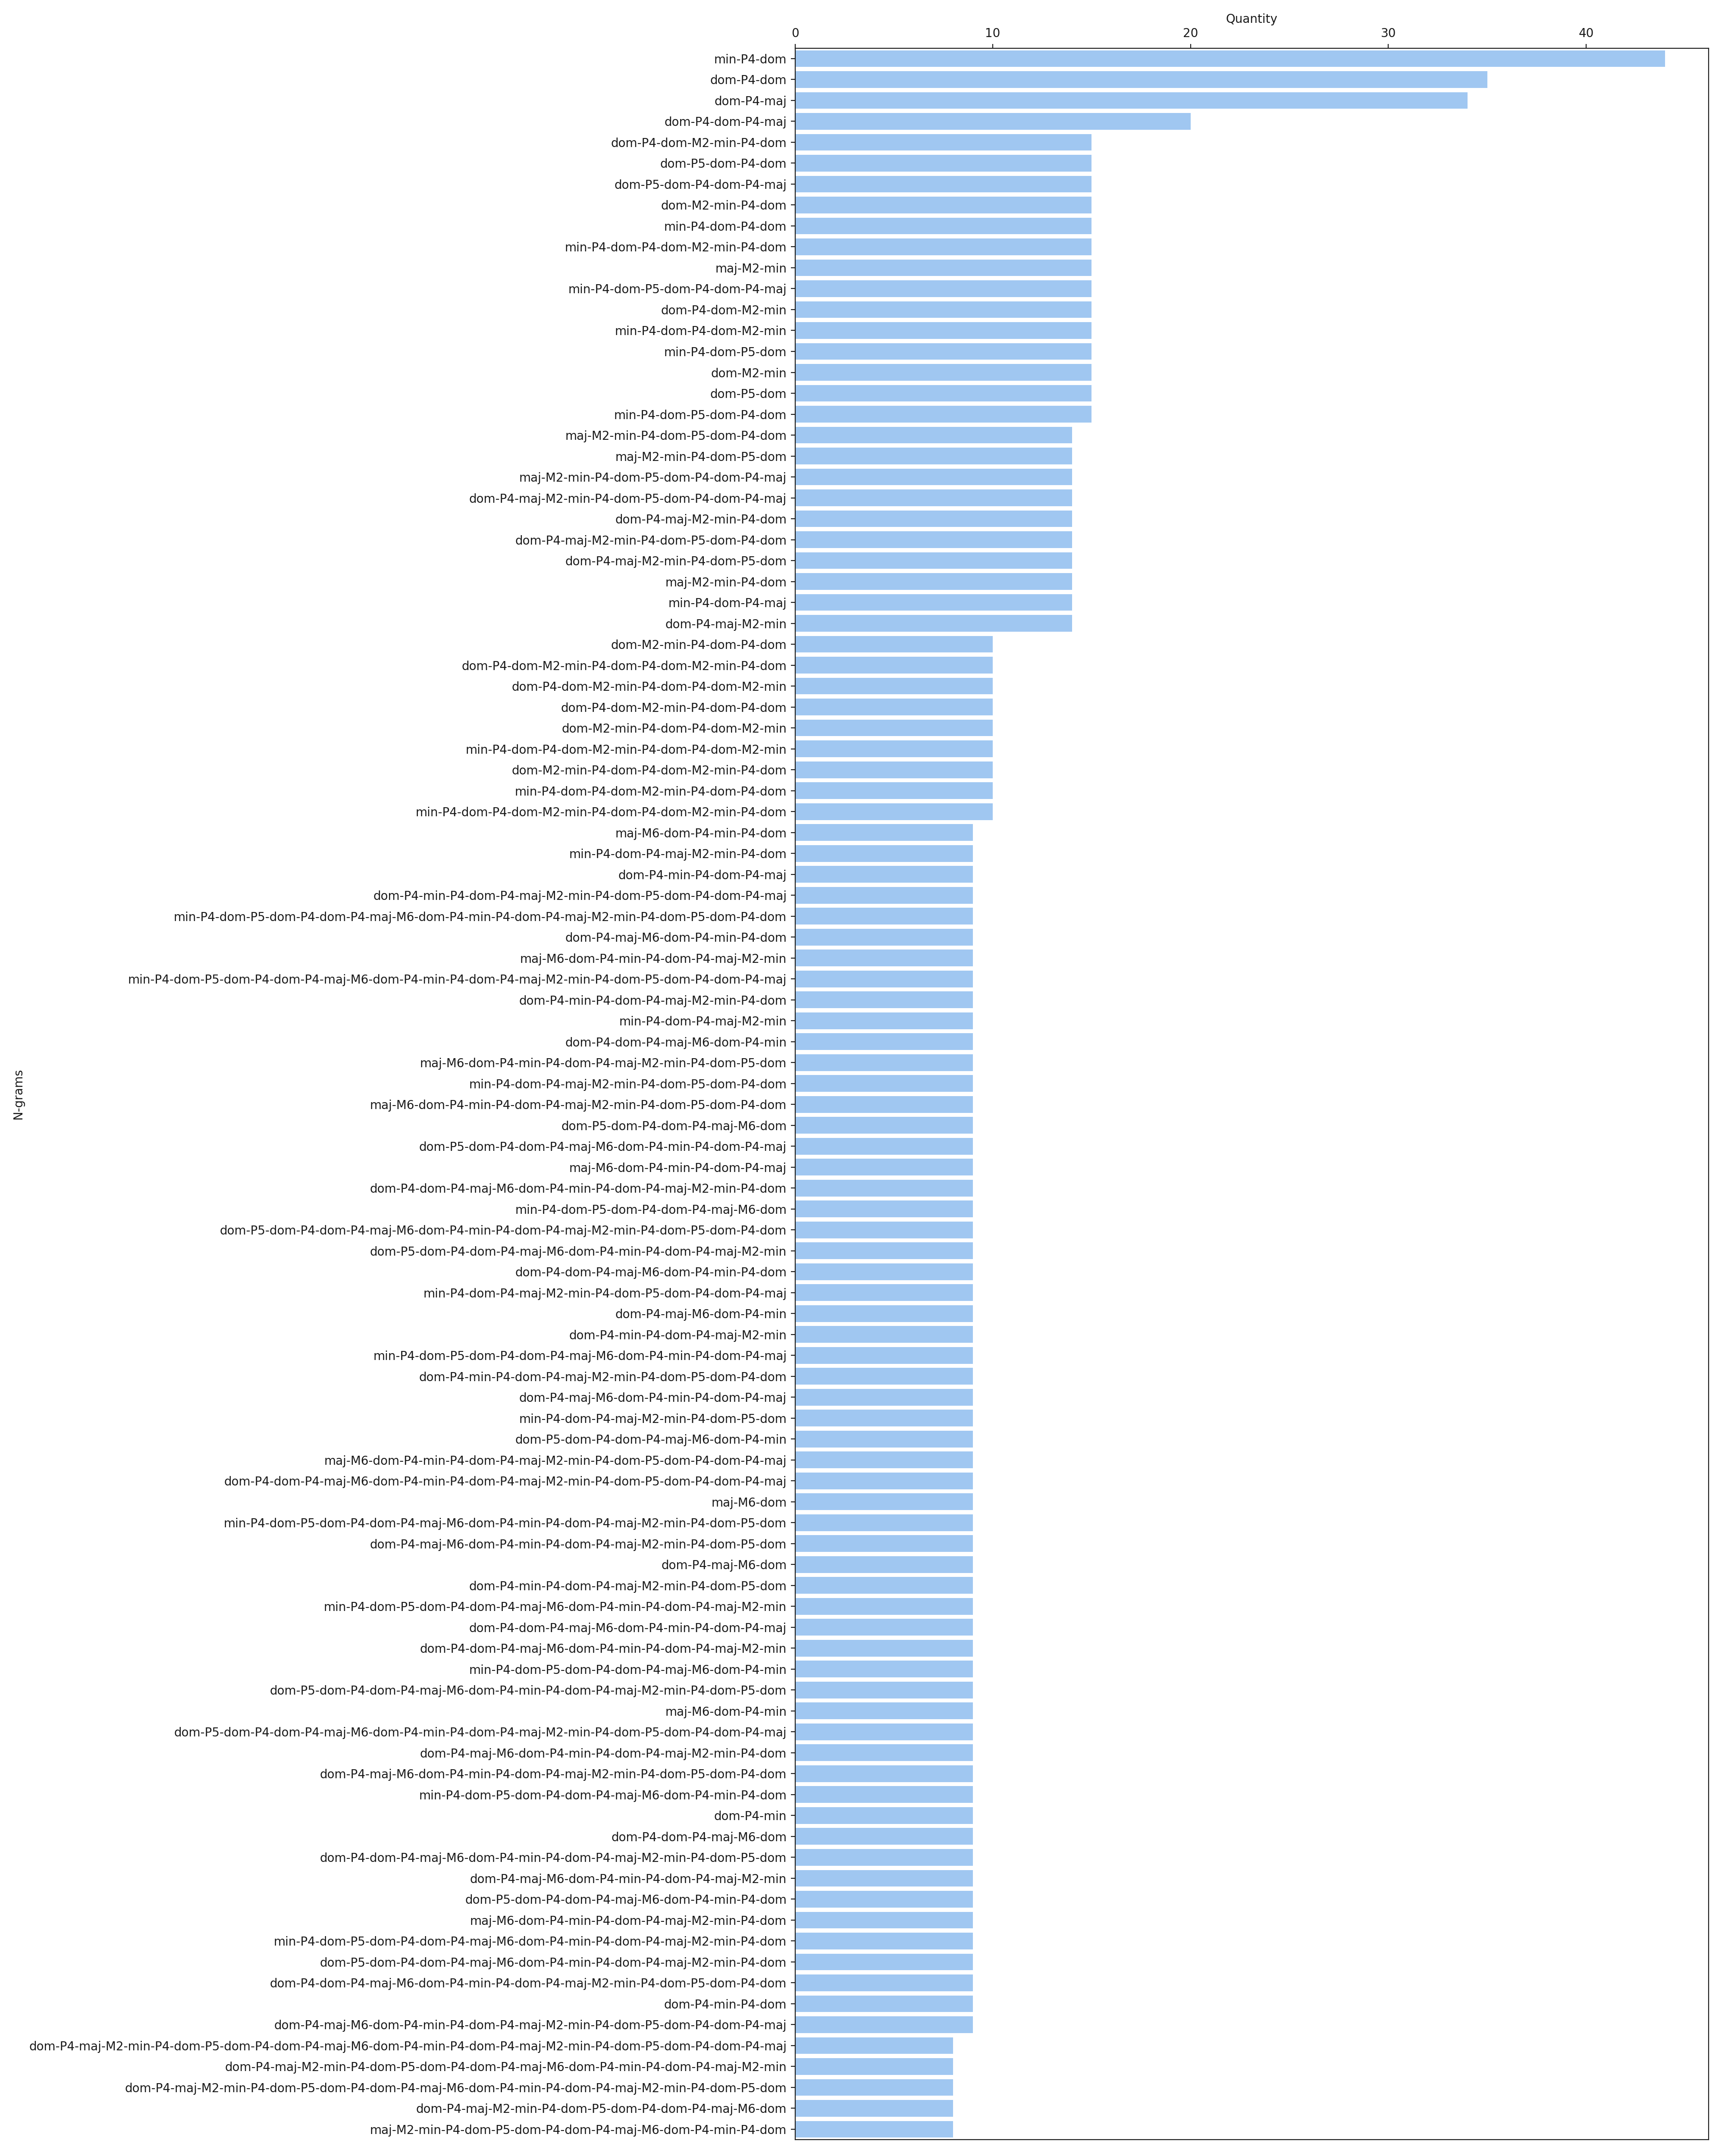 Quantity
0 10 20 30 40
min-P4-dom
dom-P4-dom
dom-P4-maj
dom-P4-dom-P4-maj
dom-P4-dom-M2-min-P4-dom
dom-P5-dom-P4-dom
dom-P5-dom-P4-dom-P4-maj
dom-M2-min-P4-dom
min-P4-dom-P4-dom
min-P4-dom-P4-dom-M2-min-P4-dom
maj-M2-min
min-P4-dom-P5-dom-P4-dom-P4-maj
dom-P4-dom-M2-min
min-P4-dom-P4-dom-M2-min
min-P4-dom-P5-dom
dom-M2-min
dom-P5-dom
min-P4-dom-P5-dom-P4-dom
maj-M2-min-P4-dom-P5-dom-P4-dom
maj-M2-min-P4-dom-P5-dom
maj-M2-min-P4-dom-P5-dom-P4-dom-P4-maj
dom-P4-maj-M2-min-P4-dom-P5-dom-P4-dom-P4-maj
dom-P4-maj-M2-min-P4-dom
dom-P4-maj-M2-min-P4-dom-P5-dom-P4-dom
dom-P4-maj-M2-min-P4-dom-P5-dom
maj-M2-min-P4-dom
min-P4-dom-P4-maj
dom-P4-maj-M2-min
dom-M2-min-P4-dom-P4-dom
dom-P4-dom-M2-min-P4-dom-P4-dom-M2-min-P4-dom
dom-P4-dom-M2-min-P4-dom-P4-dom-M2-min
dom-P4-dom-M2-min-P4-dom-P4-dom
dom-M2-min-P4-dom-P4-dom-M2-min
min-P4-dom-P4-dom-M2-min-P4-dom-P4-dom-M2-min
dom-M2-min-P4-dom-P4-dom-M2-min-P4-dom
min-P4-dom-P4-dom-M2-min-P4-dom-P4-dom
min-P4-dom-P4-dom-M2-min-P4-dom-P4-dom-M2-min-P4-dom
maj-M6-dom-P4-min-P4-dom
min-P4-dom-P4-maj-M2-min-P4-dom
dom-P4-min-P4-dom-P4-maj
dom-P4-min-P4-dom-P4-maj-M2-min-P4-dom-P5-dom-P4-dom-P4-maj
min-P4-dom-P5-dom-P4-dom-P4-maj-M6-dom-P4-min-P4-dom-P4-maj-M2-min-P4-dom-P5-dom-P4-dom
dom-P4-maj-M6-dom-P4-min-P4-dom
maj-M6-dom-P4-min-P4-dom-P4-maj-M2-min
min-P4-dom-P5-dom-P4-dom-P4-maj-M6-dom-P4-min-P4-dom-P4-maj-M2-min-P4-dom-P5-dom-P4-dom-P4-maj
dom-P4-min-P4-dom-P4-maj-M2-min-P4-dom
min-P4-dom-P4-maj-M2-min
dom-P4-dom-P4-maj-M6-dom-P4-min
maj-M6-dom-P4-min-P4-dom-P4-maj-M2-min-P4-dom-P5-dom
min-P4-dom-P4-maj-M2-min-P4-dom-P5-dom-P4-dom
maj-M6-dom-P4-min-P4-dom-P4-maj-M2-min-P4-dom-P5-dom-P4-dom
dom-P5-dom-P4-dom-P4-maj-M6-dom
dom-P5-dom-P4-dom-P4-maj-M6-dom-P4-min-P4-dom-P4-maj
maj-M6-dom-P4-min-P4-dom-P4-maj
dom-P4-dom-P4-maj-M6-dom-P4-min-P4-dom-P4-maj-M2-min-P4-dom
min-P4-dom-P5-dom-P4-dom-P4-maj-M6-dom
dom-P5-dom-P4-dom-P4-maj-M6-dom-P4-min-P4-dom-P4-maj-M2-min-P4-dom-P5-dom-P4-dom
dom-P5-dom-P4-dom-P4-maj-M6-dom-P4-min-P4-dom-P4-maj-M2-min
dom-P4-dom-P4-maj-M6-dom-P4-min-P4-dom
min-P4-dom-P4-maj-M2-min-P4-dom-P5-dom-P4-dom-P4-maj
dom-P4-maj-M6-dom-P4-min
dom-P4-min-P4-dom-P4-maj-M2-min
min-P4-dom-P5-dom-P4-dom-P4-maj-M6-dom-P4-min-P4-dom-P4-maj
dom-P4-min-P4-dom-P4-maj-M2-min-P4-dom-P5-dom-P4-dom
dom-P4-maj-M6-dom-P4-min-P4-dom-P4-maj
min-P4-dom-P4-maj-M2-min-P4-dom-P5-dom
dom-P5-dom-P4-dom-P4-maj-M6-dom-P4-min
maj-M6-dom-P4-min-P4-dom-P4-maj-M2-min-P4-dom-P5-dom-P4-dom-P4-maj
dom-P4-dom-P4-maj-M6-dom-P4-min-P4-dom-P4-maj-M2-min-P4-dom-P5-dom-P4-dom-P4-maj
maj-M6-dom
min-P4-dom-P5-dom-P4-dom-P4-maj-M6-dom-P4-min-P4-dom-P4-maj-M2-min-P4-dom-P5-dom
dom-P4-maj-M6-dom-P4-min-P4-dom-P4-maj-M2-min-P4-dom-P5-dom
dom-P4-maj-M6-dom
dom-P4-min-P4-dom-P4-maj-M2-min-P4-dom-P5-dom
min-P4-dom-P5-dom-P4-dom-P4-maj-M6-dom-P4-min-P4-dom-P4-maj-M2-min
dom-P4-dom-P4-maj-M6-dom-P4-min-P4-dom-P4-maj
dom-P4-dom-P4-maj-M6-dom-P4-min-P4-dom-P4-maj-M2-min
min-P4-dom-P5-dom-P4-dom-P4-maj-M6-dom-P4-min
dom-P5-dom-P4-dom-P4-maj-M6-dom-P4-min-P4-dom-P4-maj-M2-min-P4-dom-P5-dom
maj-M6-dom-P4-min
dom-P5-dom-P4-dom-P4-maj-M6-dom-P4-min-P4-dom-P4-maj-M2-min-P4-dom-P5-dom-P4-dom-P4-maj
dom-P4-maj-M6-dom-P4-min-P4-dom-P4-maj-M2-min-P4-dom
dom-P4-maj-M6-dom-P4-min-P4-dom-P4-maj-M2-min-P4-dom-P5-dom-P4-dom
min-P4-dom-P5-dom-P4-dom-P4-maj-M6-dom-P4-min-P4-dom
dom-P4-min
dom-P4-dom-P4-maj-M6-dom
dom-P4-dom-P4-maj-M6-dom-P4-min-P4-dom-P4-maj-M2-min-P4-dom-P5-dom
dom-P4-maj-M6-dom-P4-min-P4-dom-P4-maj-M2-min
dom-P5-dom-P4-dom-P4-maj-M6-dom-P4-min-P4-dom
maj-M6-dom-P4-min-P4-dom-P4-maj-M2-min-P4-dom
min-P4-dom-P5-dom-P4-dom-P4-maj-M6-dom-P4-min-P4-dom-P4-maj-M2-min-P4-dom
dom-P5-dom-P4-dom-P4-maj-M6-dom-P4-min-P4-dom-P4-maj-M2-min-P4-dom
dom-P4-dom-P4-maj-M6-dom-P4-min-P4-dom-P4-maj-M2-min-P4-dom-P5-dom-P4-dom
dom-P4-min-P4-dom
dom-P4-maj-M6-dom-P4-min-P4-dom-P4-maj-M2-min-P4-dom-P5-dom-P4-dom-P4-maj
dom-P4-maj-M2-min-P4-dom-P5-dom-P4-dom-P4-maj-M6-dom-P4-min-P4-dom-P4-maj-M2-min-P4-dom-P5-dom-P4-dom-P4-maj
dom-P4-maj-M2-min-P4-dom-P5-dom-P4-dom-P4-maj-M6-dom-P4-min-P4-dom-P4-maj-M2-min
dom-P4-maj-M2-min-P4-dom-P5-dom-P4-dom-P4-maj-M6-dom-P4-min-P4-dom-P4-maj-M2-min-P4-dom-P5-dom
dom-P4-maj-M2-min-P4-dom-P5-dom-P4-dom-P4-maj-M6-dom
maj-M2-min-P4-dom-P5-dom-P4-dom-P4-maj-M6-dom-P4-min-P4-dom
N-grams